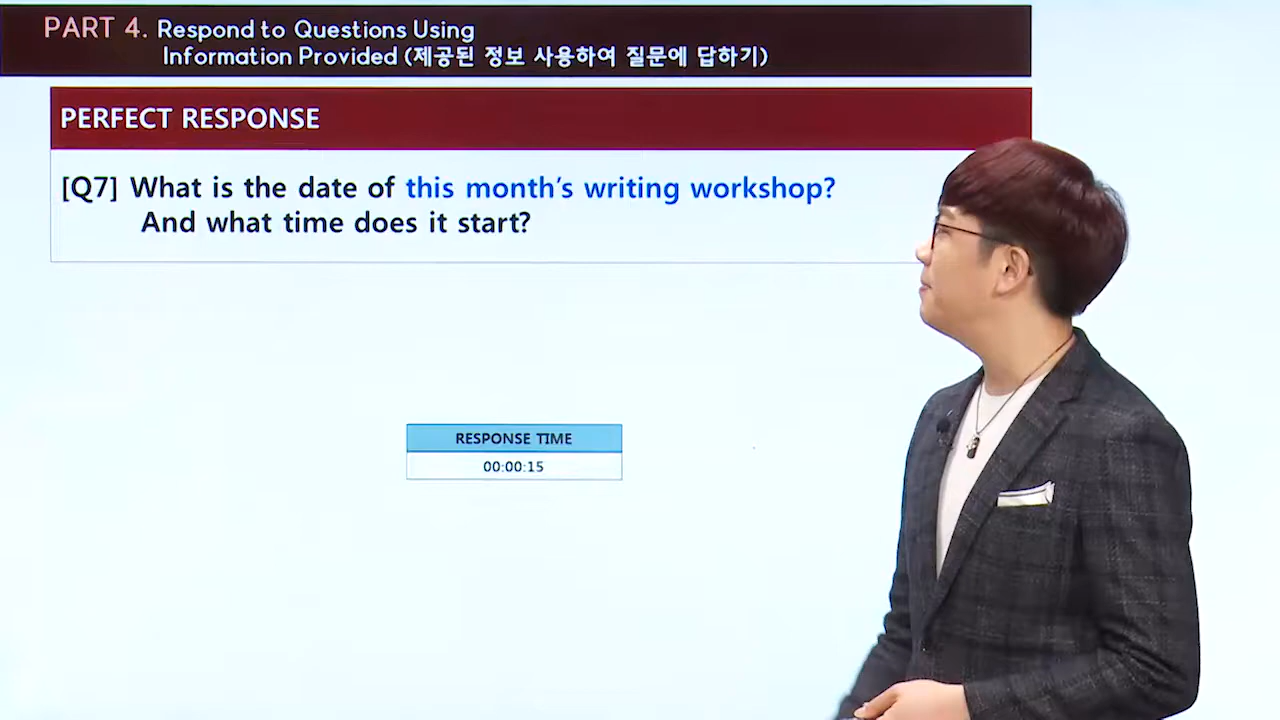 PART 4. Respond to Questions Using
Information Provided (제공된 정보 사용하여 질문에 답하기)
PERFECT RESPONSE
[Q7] What is the date of this month's writing workshop?
And what time does it start?
RESPONSE TIME
00:00:15